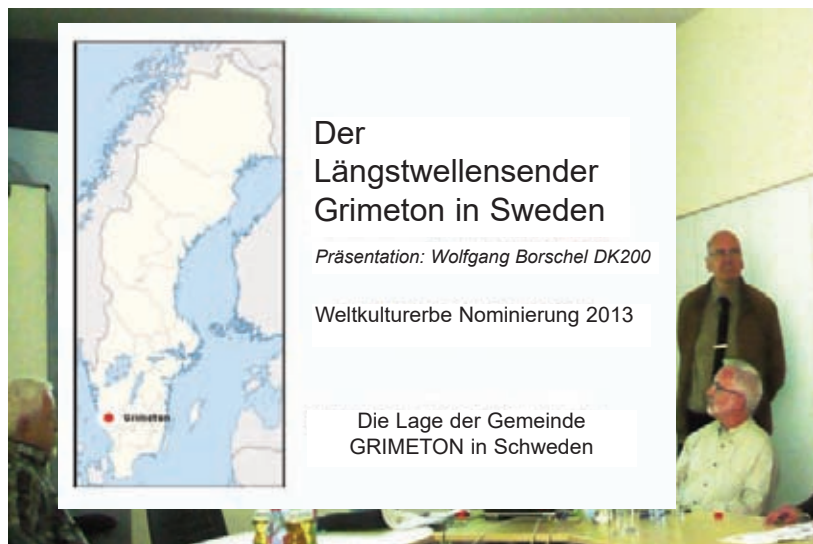 Der
Längstwellensender
Grimeton in Sweden
Präsentation: Wolfgang Borschel DK200
Weltkulturerbe Nominierung 2013
Grimeton
Die Lage der Gemeinde
GRIMETON in Schweden